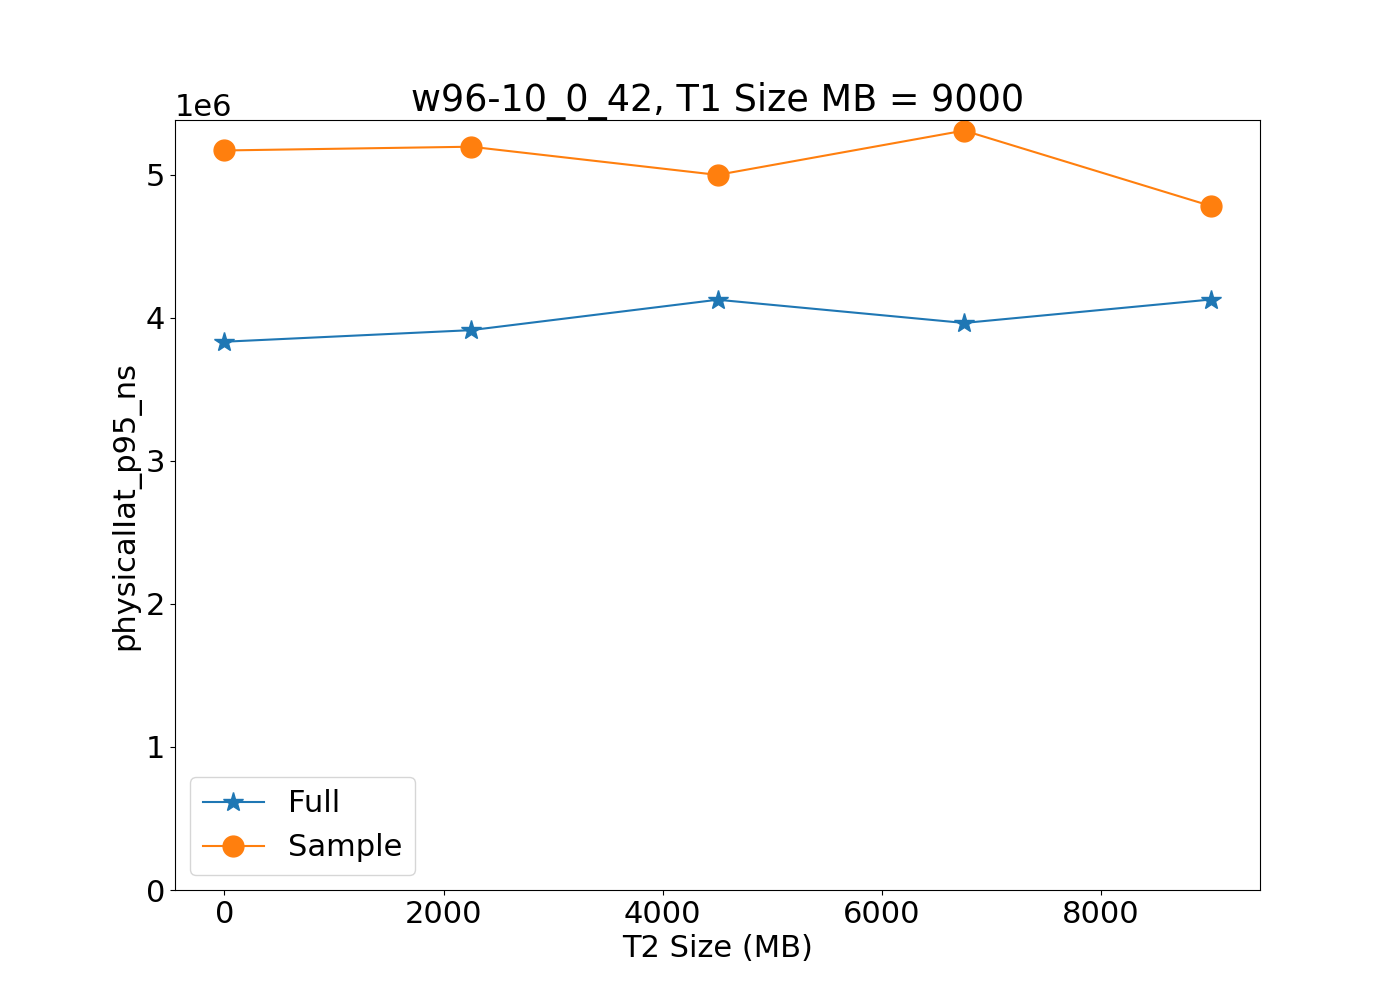 w96-10_0_42, T1 Size MB = 9000
1e6
physicallat_p95_ns
5
4
3
2
1
0
Full
Sample
0 2000 4000 6000 8000
T2 Size (MB)